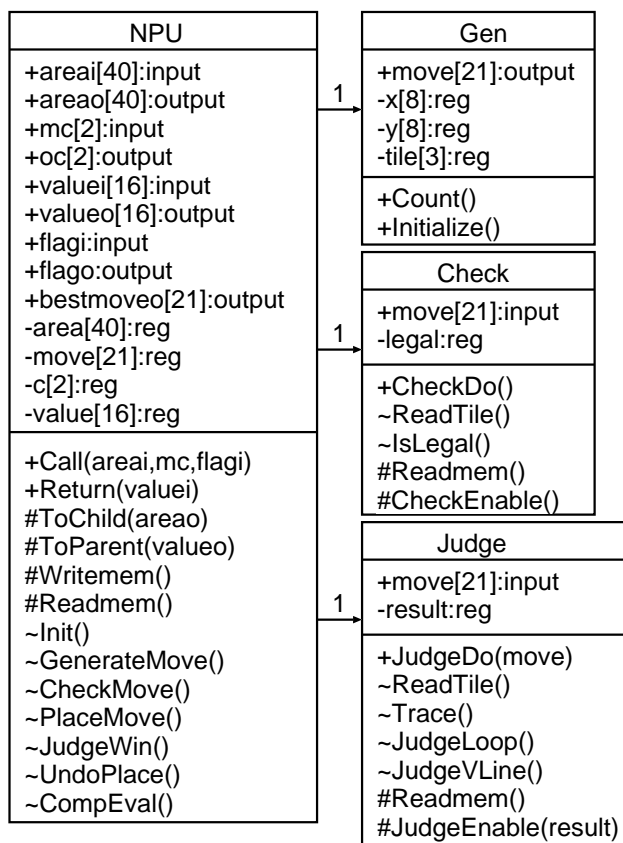 NPU
+areai[40]:input
+areao[40]:output
+mc[2]:input
+oc[2]:output
+valuei[16]:input
+valueo[16]:output
+flagi:input
+flago:output
+bestmoveo[21]:output
-area[40]:reg
-move[21]:reg
-c[2]:reg
-value[16]:reg
+Call(areai,mc,flagi)
+Return(valuei)
#ToChild(areao)
#ToParent(valueo)
#Writemem()
#Readmem()
~Init()
~GenerateMove()
~CheckMove()
~PlaceMove()
~JudgeWin()
~UndoPlace()
~CompEval()
1
Gen
+move[21]:output
-x[8]:reg
-y[8]:reg
-tile[3]:reg
+Count()
+Initialize()
1
Check
+move[21]:input
-legal:reg
+CheckDo()
~ReadTile()
~IsLegal()
#Readmem()
#CheckEnable()
1
Judge
+move[21]:input
-result:reg
+JudgeDo(move)
~ReadTile()
~Trace()
~JudgeLoop()
~JudgeVLine()
#Readmem()
#JudgeEnable(result)